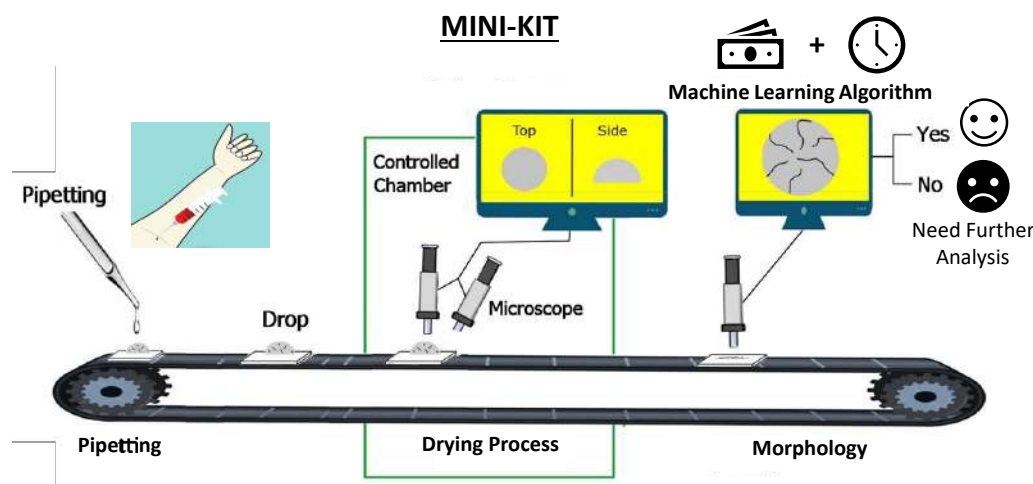 MINI-KIT
+
Machine Learning Algorithm
Top
Side
Controlled
Chamber
Yes
No
Pipetting
Need Further
Analysis
Microscope
Drop
Pipetting
Drying Process
Morphology